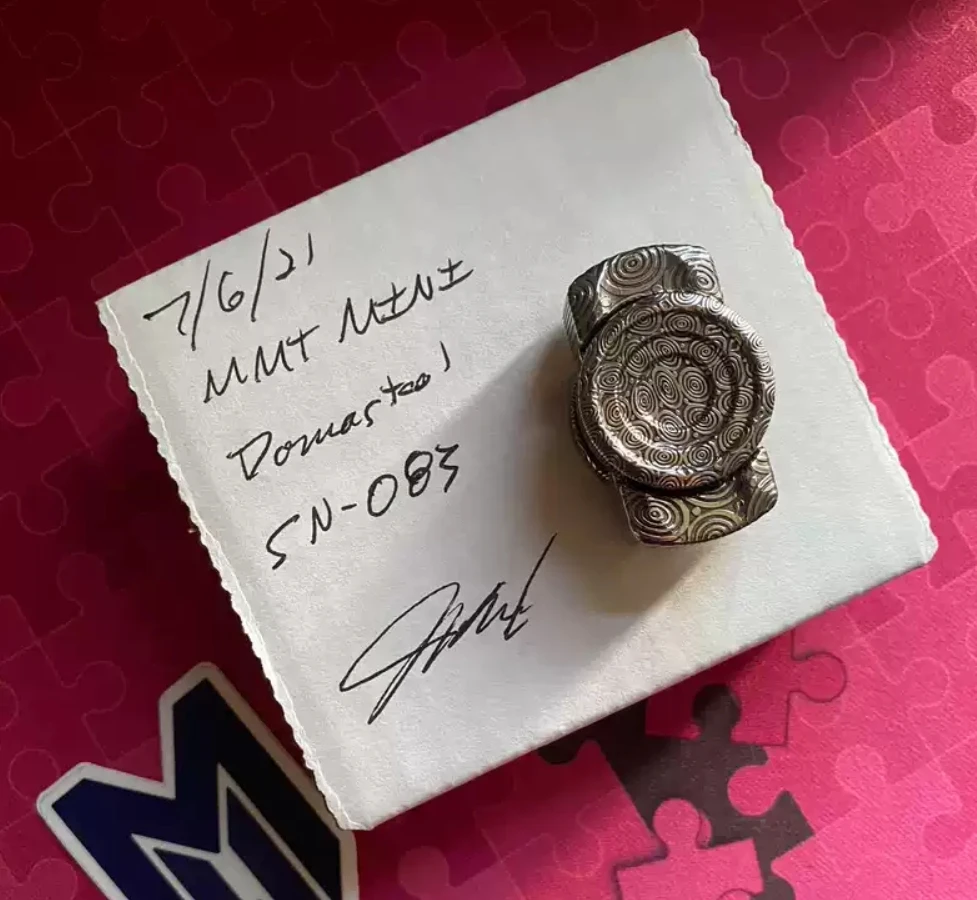 7/6/21
MMT MINI
Damasteel
SN-083